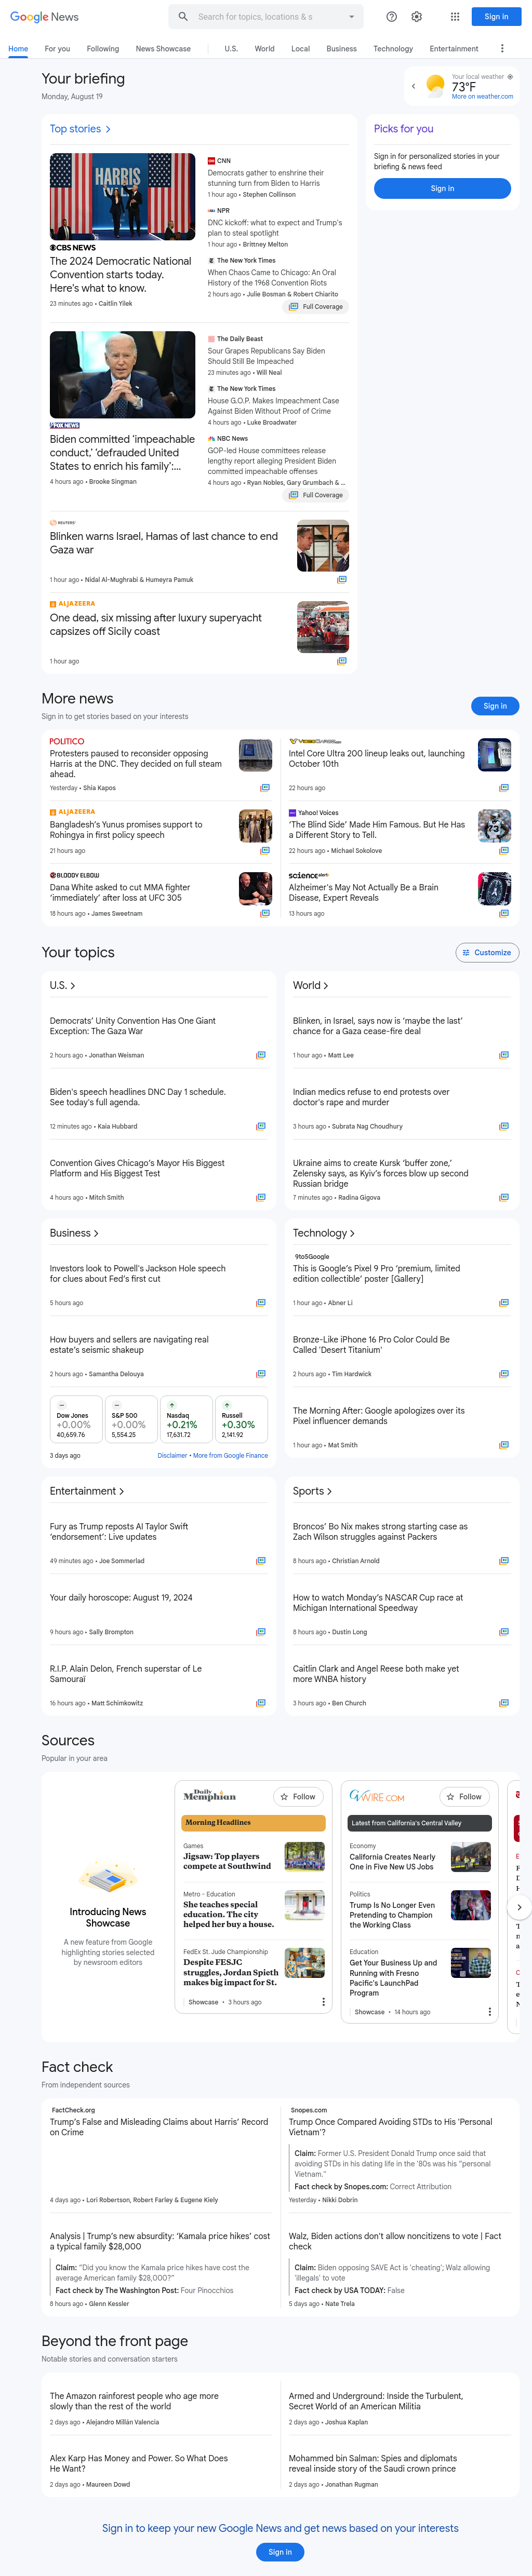 Google News
Search for topics, locations & s
Sign in
Home For you Following News Showcase U.S. World Local Business Technology Entertainment
Your briefing
Monday, August 19
Your local weather
73°F
More on weather.com
Top stories
HARRIS
CBS NEWS
The 2024 Democratic National
Convention starts today.
Here's what to know.
23 minutes ago • Caitlin Yilek
CNN
Democrats gather to enshrine their
stunning turn from Biden to Harris
1 hour ago • Stephen Collinson
NPR
DNC kickoff: what to expect and Trump's
plan to steal spotlight
1 hour ago • Brittney Melton
The New York Times
When Chaos Came to Chicago: An Oral
History of the 1968 Convention Riots
2 hours ago • Julie Bosman & Robert Chiarito
Full Coverage
Picks for you
Sign in for personalized stories in your
briefing & news feed
Sign in
FOX NEWS
Biden committed 'impeachable
conduct,' 'defrauded United
States to enrich his family':...
4 hours ago • Brooke Singman
The Daily Beast
Sour Grapes Republicans Say Biden
Should Still Be Impeached
23 minutes ago • Will Neal
The New York Times
House G.O.P. Makes Impeachment Case
Against Biden Without Proof of Crime
4 hours ago • Luke Broadwater
NBC News
GOP-led House committees release
lengthy report alleging President Biden
committed impeachable offenses
4 hours ago • Ryan Nobles, Gary Grumbach & ...
Full Coverage
REUTERS
Blinken warns Israel, Hamas of last chance to end
Gaza war
1 hour ago • Nidal Al-Mughrabi & Humeyra Pamuk
ALJAZEERA
One dead, six missing after luxury superyacht
capsizes off Sicily coast
1 hour ago
More news
Sign in to get stories based on your interests
Sign in
POLITICO
Protesters paused to reconsider opposing
Harris at the DNC. They decided on full steam
ahead.
Yesterday • Shia Kapos
VIDEOCARDZ
Intel Core Ultra 200 lineup leaks out, launching
October 10th
22 hours ago
ALJAZEERA
Bangladesh's Yunus promises support to
Rohingya in first policy speech
21 hours ago
Yahoo! Voices
'The Blind Side' Made Him Famous. But He Has
a Different Story to Tell.
22 hours ago • Michael Sokolove
73
BLOODY ELBOW
Dana White asked to cut MMA fighter
'immediately' after loss at UFC 305
18 hours ago • James Sweetnam
science alert
Alzheimer's May Not Actually Be a Brain
Disease, Expert Reveals
13 hours ago
Your topics
Customize
U.S.
Democrats' Unity Convention Has One Giant
Exception: The Gaza War
2 hours ago • Jonathan Weisman
Biden's speech headlines DNC Day 1 schedule.
See today's full agenda.
12 minutes ago • Kaia Hubbard
Convention Gives Chicago's Mayor His Biggest
Platform and His Biggest Test
4 hours ago • Mitch Smith
World
Blinken, in Israel, says now is 'maybe the last'
chance for a Gaza cease-fire deal
1 hour ago • Matt Lee
Indian medics refuse to end protests over
doctor's rape and murder
3 hours ago • Subrata Nag Choudhury
Ukraine aims to create Kursk 'buffer zone,'
Zelensky says, as Kyiv's forces blow up second
Russian bridge
7 minutes ago • Radina Gigova
Business
Investors look to Powell's Jackson Hole speech
for clues about Fed's first cut
5 hours ago
How buyers and sellers are navigating real
estate's seismic shakeup
2 hours ago • Samantha Delouya
Dow Jones S&P 500 Nasdaq Russell
+0.00% +0.00% +0.21% +0.30%
40,659.76 5,554.25 17,631.72 2,141.92
3 days ago
Disclaimer • More from Google Finance
Technology
9to5Google
This is Google's Pixel 9 Pro 'premium, limited
edition collectible' poster [Gallery]
1 hour ago • Abner Li
Bronze-Like iPhone 16 Pro Color Could Be
Called 'Desert Titanium'
2 hours ago • Tim Hardwick
The Morning After: Google apologizes over its
Pixel influencer demands
1 hour ago • Mat Smith
Entertainment
Fury as Trump reposts AI Taylor Swift
'endorsement': Live updates
49 minutes ago • Joe Sommerlad
Your daily horoscope: August 19, 2024
9 hours ago • Sally Brompton
R.I.P. Alain Delon, French superstar of Le
Samouraï
16 hours ago • Matt Schimkowitz
Sports
Broncos' Bo Nix makes strong starting case as
Zach Wilson struggles against Packers
8 hours ago • Christian Arnold
How to watch Monday's NASCAR Cup race at
Michigan International Speedway
8 hours ago • Dustin Long
Caitlin Clark and Angel Reese both make yet
more WNBA history
3 hours ago • Ben Church
Sources
Popular in your area
Introducing News
Showcase
A new feature from Google
highlighting stories selected
by newsroom editors
Daily Memphian
Follow
Morning Headlines
Games
Jigsaw: Top players
compete at Southwind
Metro - Education
She teaches special
education. The city
helped her buy a house.
FedEx St. Jude Championship
Despite FESJC
struggles, Jordan Spieth
makes big impact for St.
Showcase • 3 hours ago
GVWIRE.COM
Follow
Latest from California's Central Valley
Economy
California Creates Nearly
One in Five New US Jobs
Politics
Trump Is No Longer Even
Pretending to Champion
the Working Class
Education
Get Your Business Up and
Running with Fresno
Pacific's LaunchPad
Program
Showcase • 14 hours ago
Fact check
From independent sources
FactCheck.org
Trump's False and Misleading Claims about Harris' Record
on Crime
4 days ago • Lori Robertson, Robert Farley & Eugene Kiely
Snopes.com
Trump Once Compared Avoiding STDs to His 'Personal
Vietnam'?
Claim: Former U.S. President Donald Trump once said that
avoiding STDs in his dating life in the '80s was his "personal
Vietnam."
Fact check by Snopes.com: Correct Attribution
Yesterday • Nikki Dobrin
Analysis | Trump's new absurdity: 'Kamala price hikes' cost
a typical family $28,000
Claim: "Did you know the Kamala price hikes have cost the
average American family $28,000?"
Fact check by The Washington Post: Four Pinocchios
8 hours ago • Glenn Kessler
Walz, Biden actions don't allow noncitizens to vote | Fact
check
Claim: Biden opposing SAVE Act is 'cheating'; Walz allowing
'illegals' to vote
Fact check by USA TODAY: False
5 days ago • Nate Trela
Beyond the front page
Notable stories and conversation starters
The Amazon rainforest people who age more
slowly than the rest of the world
2 days ago • Alejandro Millán Valencia
Armed and Underground: Inside the Turbulent,
Secret World of an American Militia
2 days ago • Joshua Kaplan
Alex Karp Has Money and Power. So What Does
He Want?
2 days ago • Maureen Dowd
Mohammed bin Salman: Spies and diplomats
reveal inside story of the Saudi crown prince
2 days ago • Jonathan Rugman
Sign in to keep your new Google News and get news based on your interests
Sign in